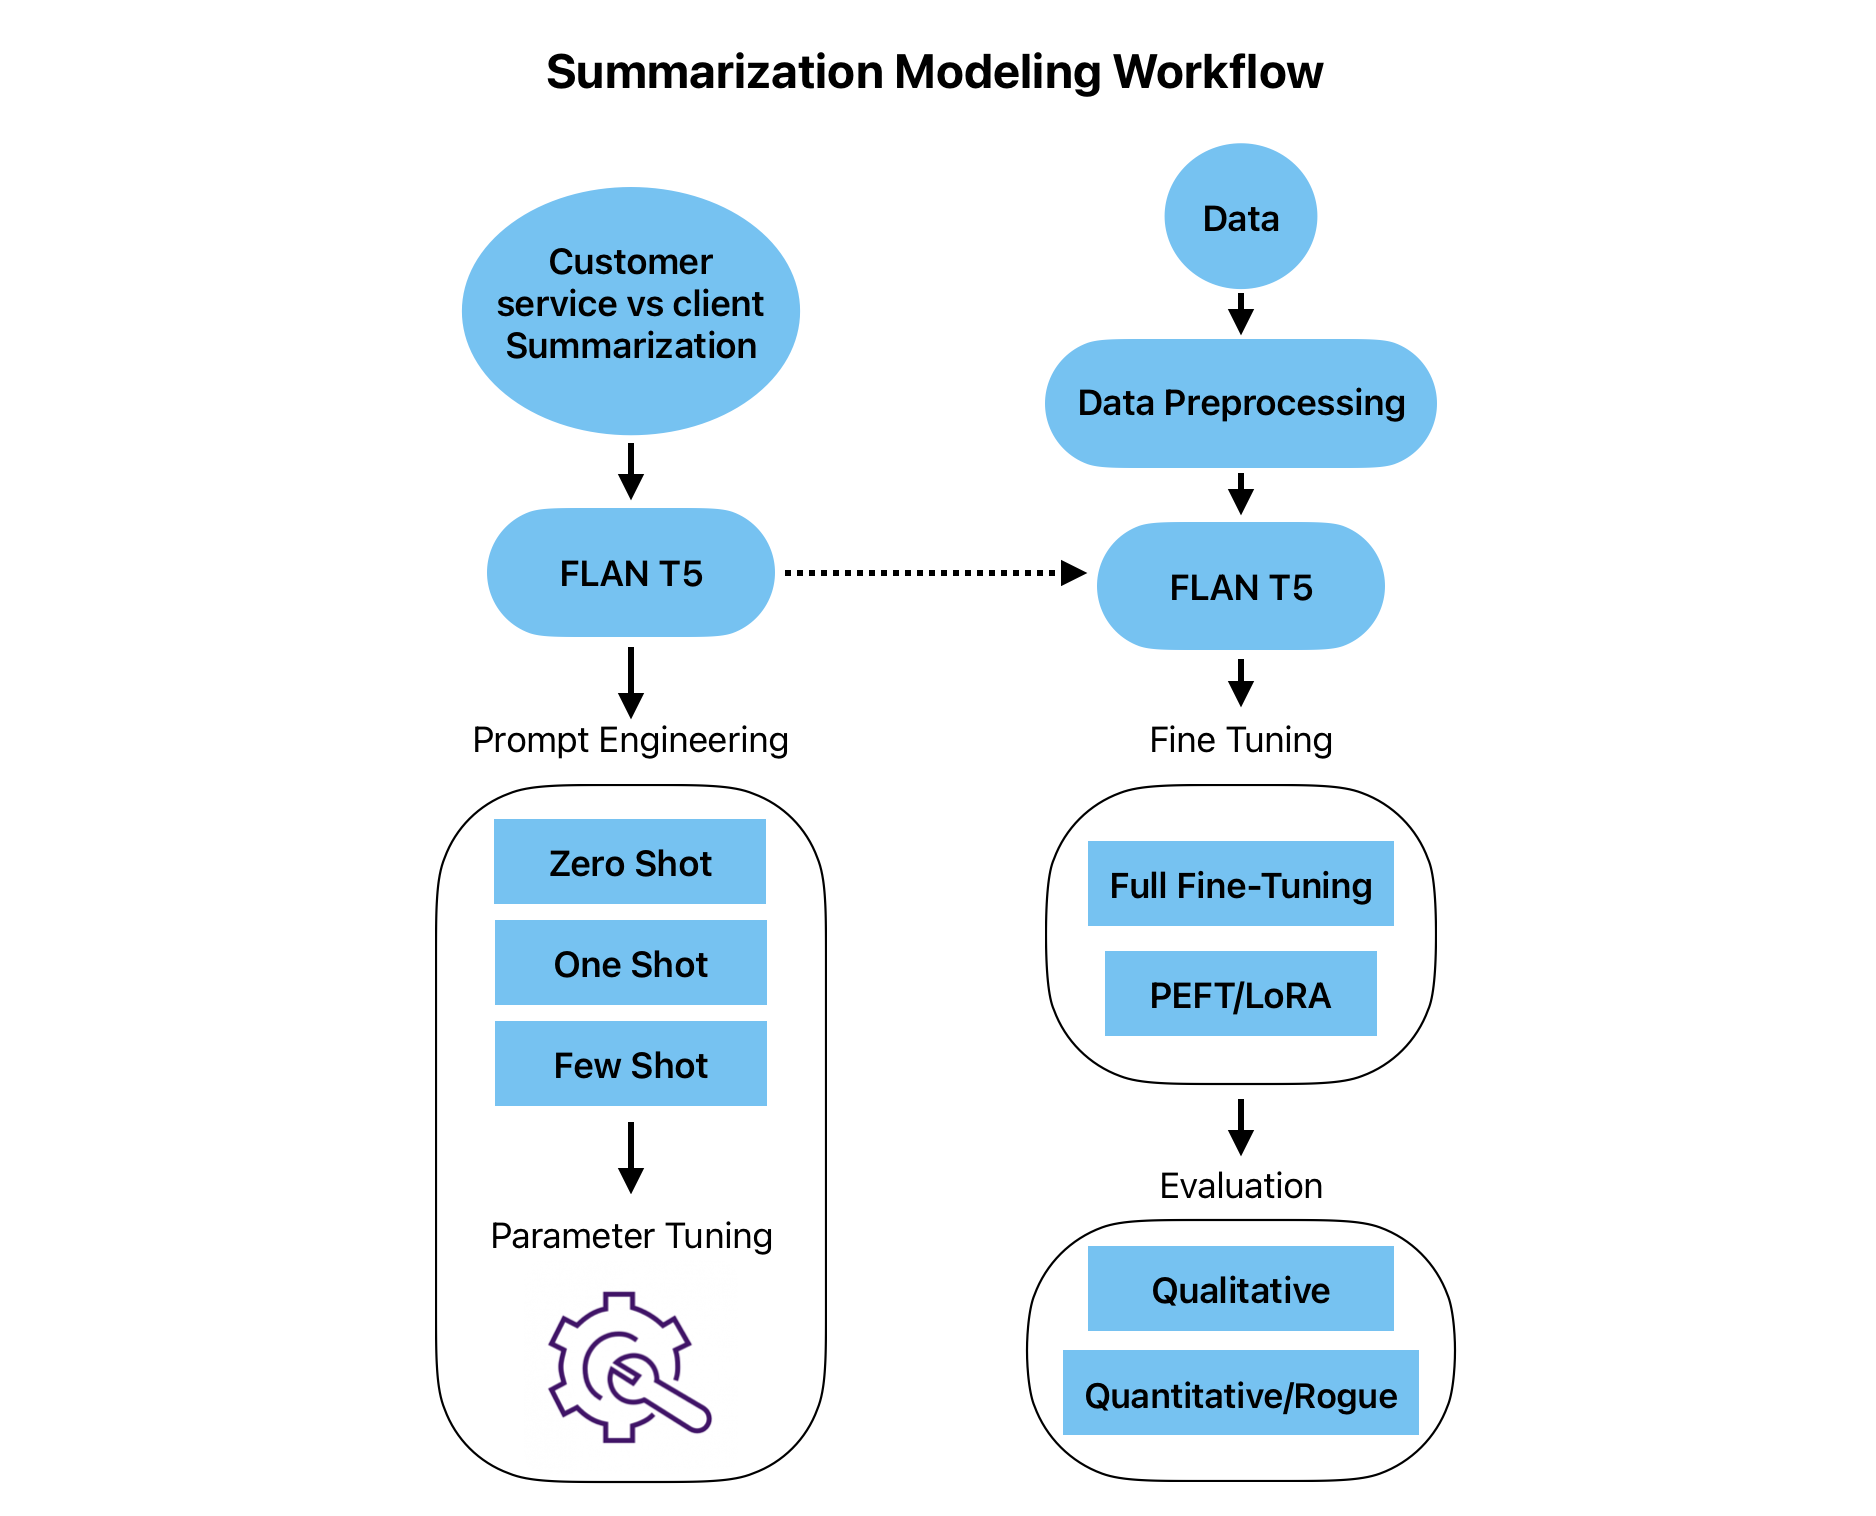 Summarization Modeling Workflow
Customer
service vs client
Summarization
FLAN T5
Prompt Engineering
Zero Shot
One Shot
Few Shot
Parameter Tuning
Data
Data Preprocessing
FLAN T5
Fine Tuning
Full Fine-Tuning
PEFT/LoRA
Evaluation
Qualitative
Quantitative/Rogue